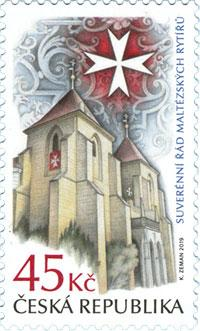 SUVERÉNNÍ ŘÁD MALTÉZSKÝCH RYTÍŘŮ
K. ZEMAN 2019
45 Kč
ČESKÁ REPUBLIKA